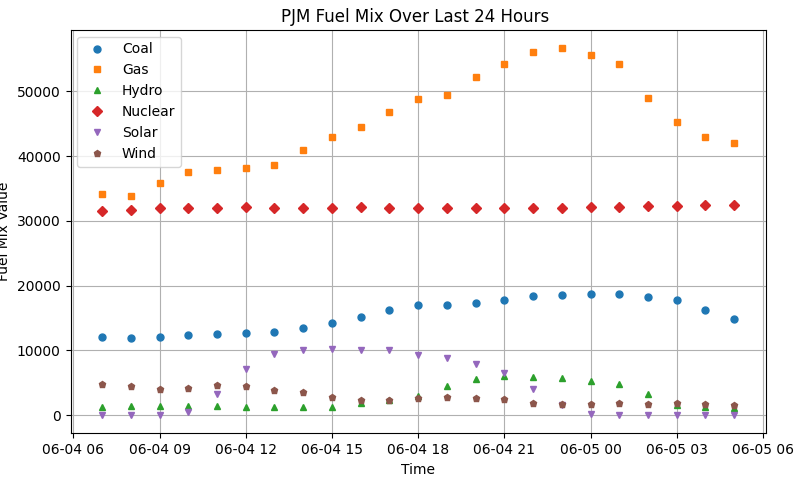 PJM Fuel Mix Over Last 24 Hours
Coal
Gas
Hydro
Nuclear
Solar
Wind
50000
40000
30000
20000
10000
0
Fuel Mix Value
06-04 06 06-04 09 06-04 12 06-04 15 06-04 18 06-04 21 06-05 00 06-05 03 06-05 06
Time